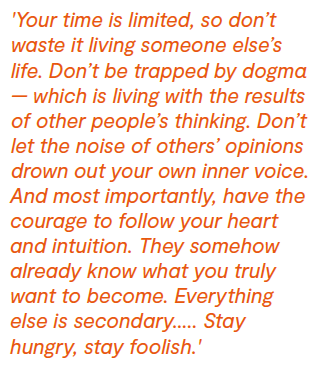 'Your time is limited, so don’t
waste it living someone else’s
life. Don’t be trapped by dogma
— which is living with the results
of other people’s thinking. Don’t
let the noise of others’ opinions
drown out your own inner voice.
And most importantly, have the
courage to follow your heart
and intuition. They somehow
already know what you truly
want to become. Everything
else is secondary..... Stay
hungry, stay foolish.'